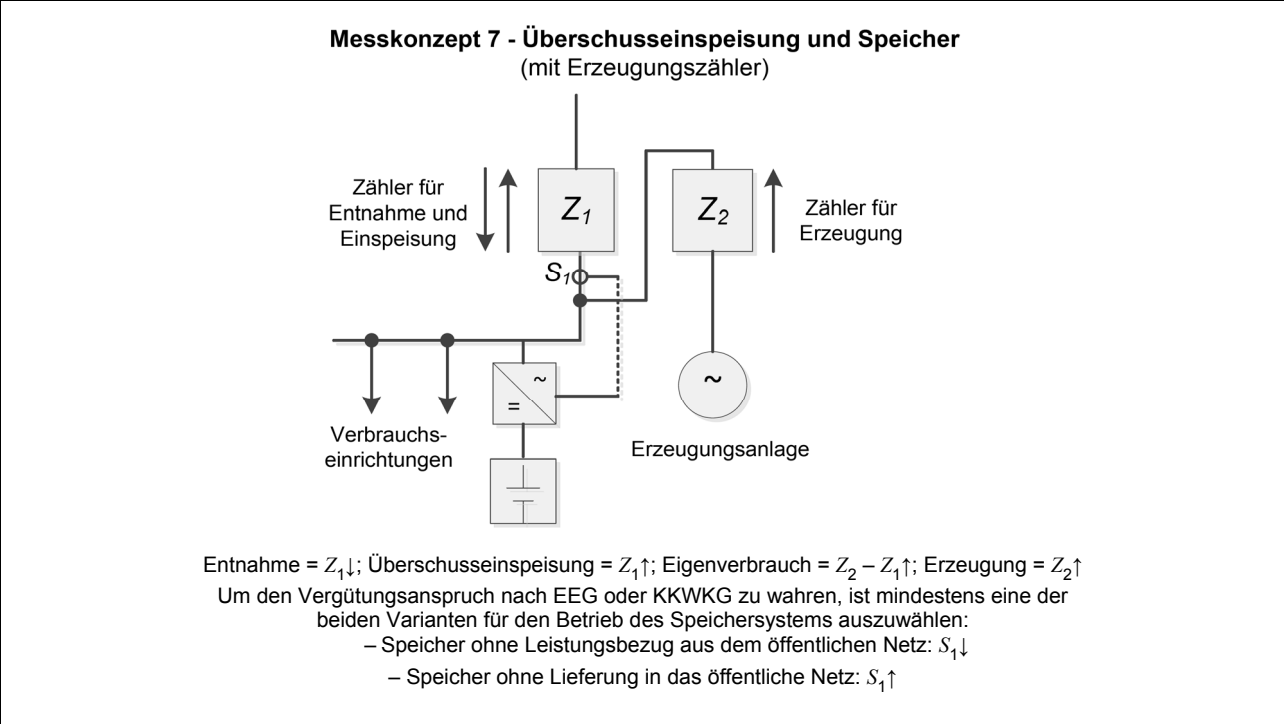 Messkonzept 7 - Überschusseinspeisung und Speicher
(mit Erzeugungszähler)
Zähler für
Entnahme und
Einspeisung
Z1
Z2
Zähler für
Erzeugung
S1
~
=
~
Verbrauchs-
einrichtungen
Erzeugungsanlage
Entnahme = Z1↓; Überschusseinspeisung = Z1↑; Eigenverbrauch = Z2 – Z1↑; Erzeugung = Z2↑
Um den Vergütungsanspruch nach EEG oder KKWKG zu wahren, ist mindestens eine der
beiden Varianten für den Betrieb des Speichersystems auszuwählen:
– Speicher ohne Leistungsbezug aus dem öffentlichen Netz: S1↓
– Speicher ohne Lieferung in das öffentliche Netz: S1↑